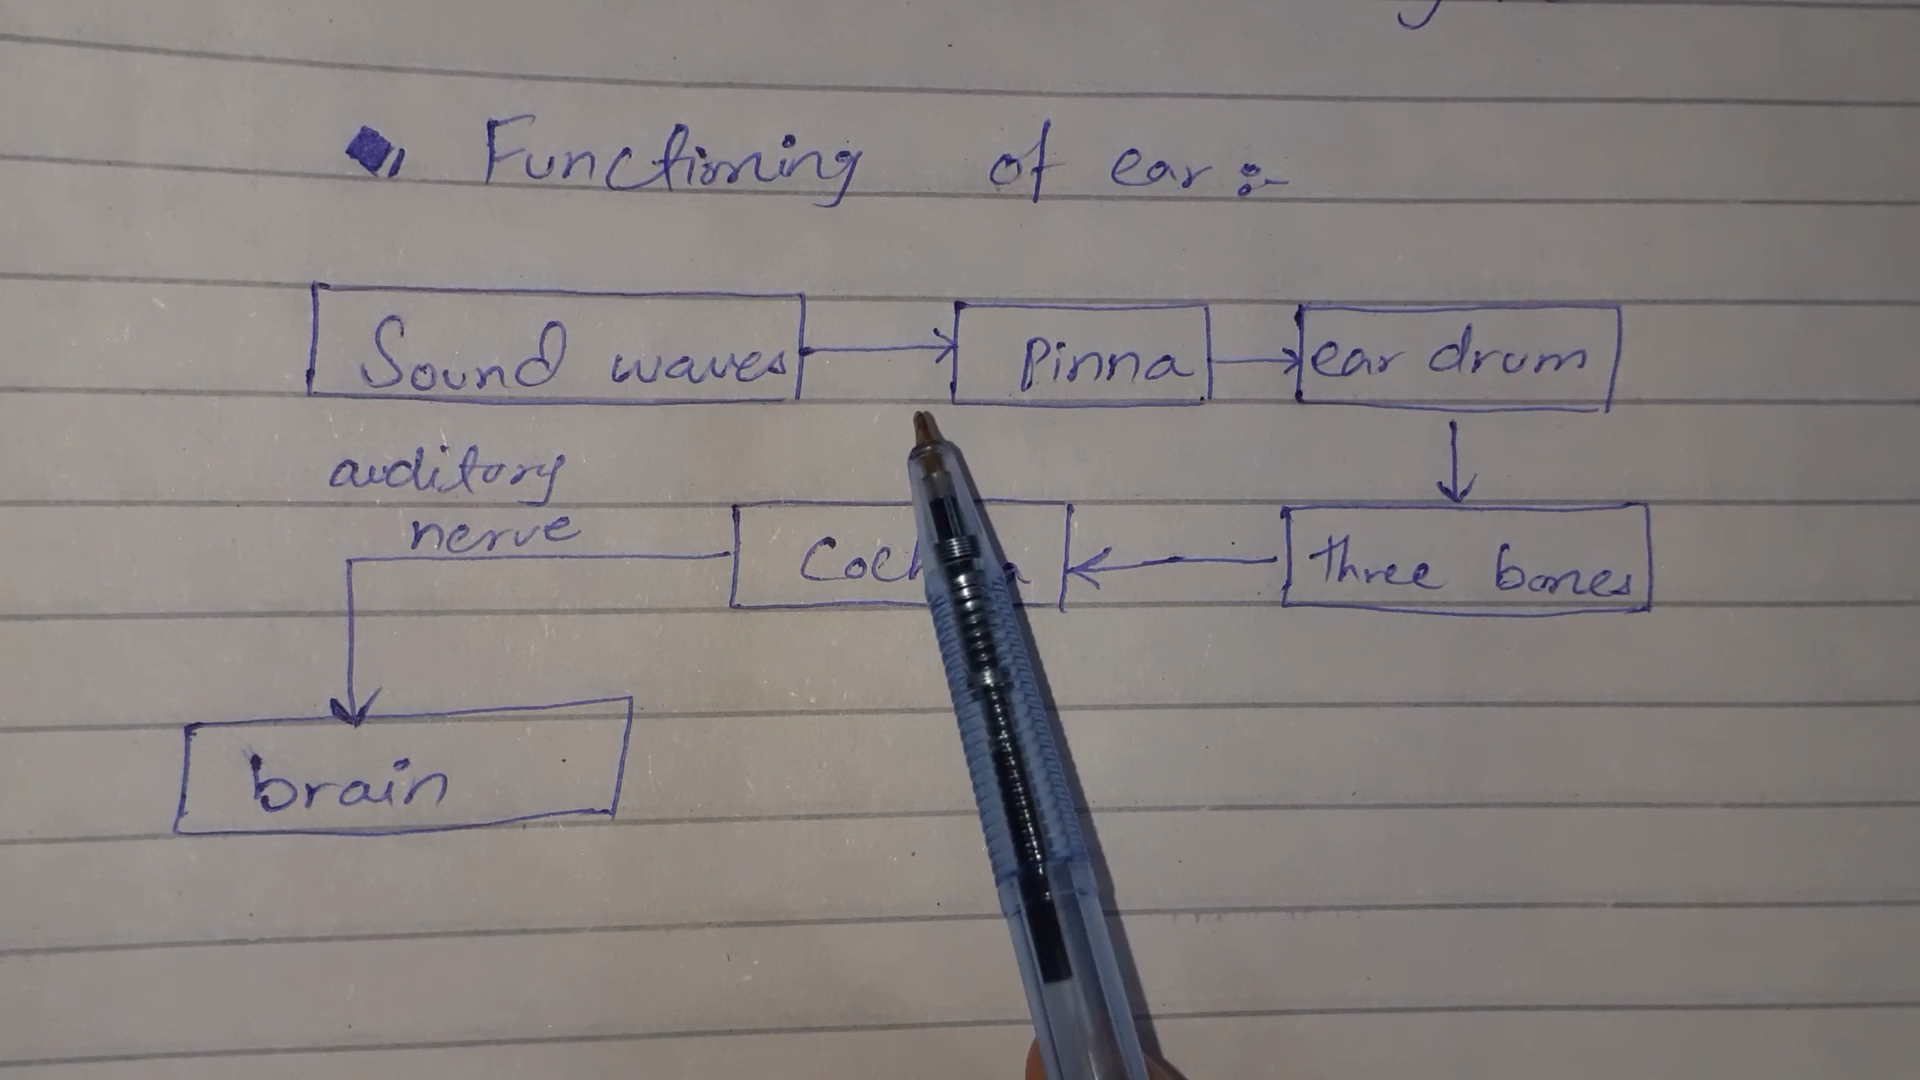 Functioning of ear :-
Sound waves
Pinna
ear drum
auditory
nerve
three bones
brain